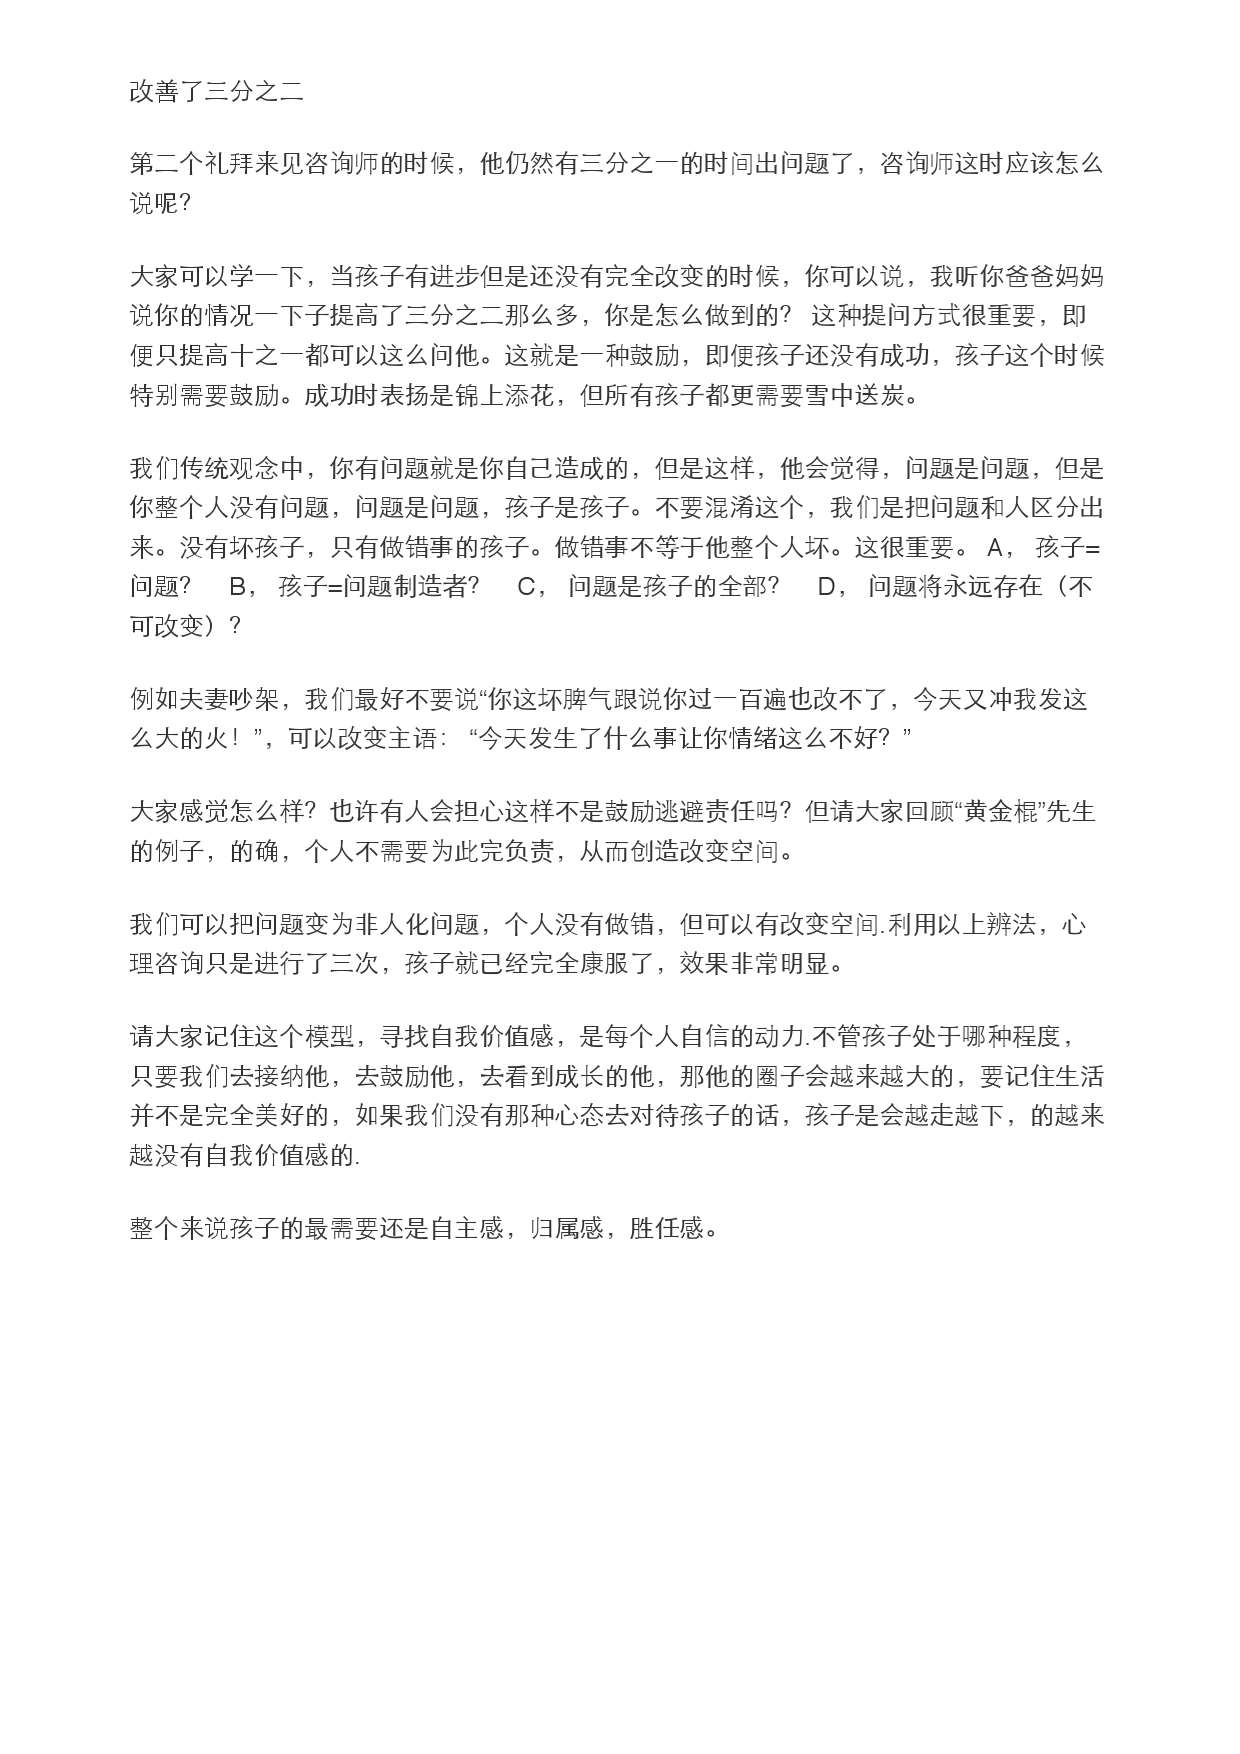 改善了三分之二
第二个礼拜来见咨询师的时候，他仍然有三分之一的时间出问题了，咨询师这时应该怎么
说呢？
大家可以学一下，当孩子有进步但是还没有完全改变的时候，你可以说，我听你爸爸妈妈
说你的情况一下子提高了三分之二那么多，你是怎么做到的？ 这种提问方式很重要，即
便只提高十之一都可以这么问他。这就是一种鼓励，即便孩子还没有成功，孩子这个时候
特别需要鼓励。成功时表扬是锦上添花，但所有孩子都更需要雪中送炭。
我们传统观念中，你有问题就是你自己造成的，但是这样，他会觉得，问题是问题，但是
你整个人没有问题，问题是问题，孩子是孩子。不要混淆这个，我们是把问题和人区分出
来。没有坏孩子，只有做错事的孩子。做错事不等于他整个人坏。这很重要。 A， 孩子=
问题？ B， 孩子=问题制造者？ C， 问题是孩子的全部？ D， 问题将永远存在（不
可改变）？
例如夫妻吵架，我们最好不要说“你这坏脾气跟说你过一百遍也改不了，今天又冲我发这
么大的火！”，可以改变主语： “今天发生了什么事让你情绪这么不好？”
大家感觉怎么样？也许有人会担心这样不是鼓励逃避责任吗？但请大家回顾“黄金棍”先生
的例子，的确，个人不需要为此完负责，从而创造改变空间。
我们可以把问题变为非人化问题，个人没有做错，但可以有改变空间.利用以上辨法，心
理咨询只是进行了三次，孩子就已经完全康服了，效果非常明显。
请大家记住这个模型，寻找自我价值感，是每个人自信的动力.不管孩子处于哪种程度，
只要我们去接纳他，去鼓励他，去看到成长的他，那他的圈子会越来越大的，要记住生活
并不是完全美好的，如果我们没有那种心态去对待孩子的话，孩子是会越走越下，的越来
越没有自我价值感的.
整个来说孩子的最需要还是自主感，归属感，胜任感。